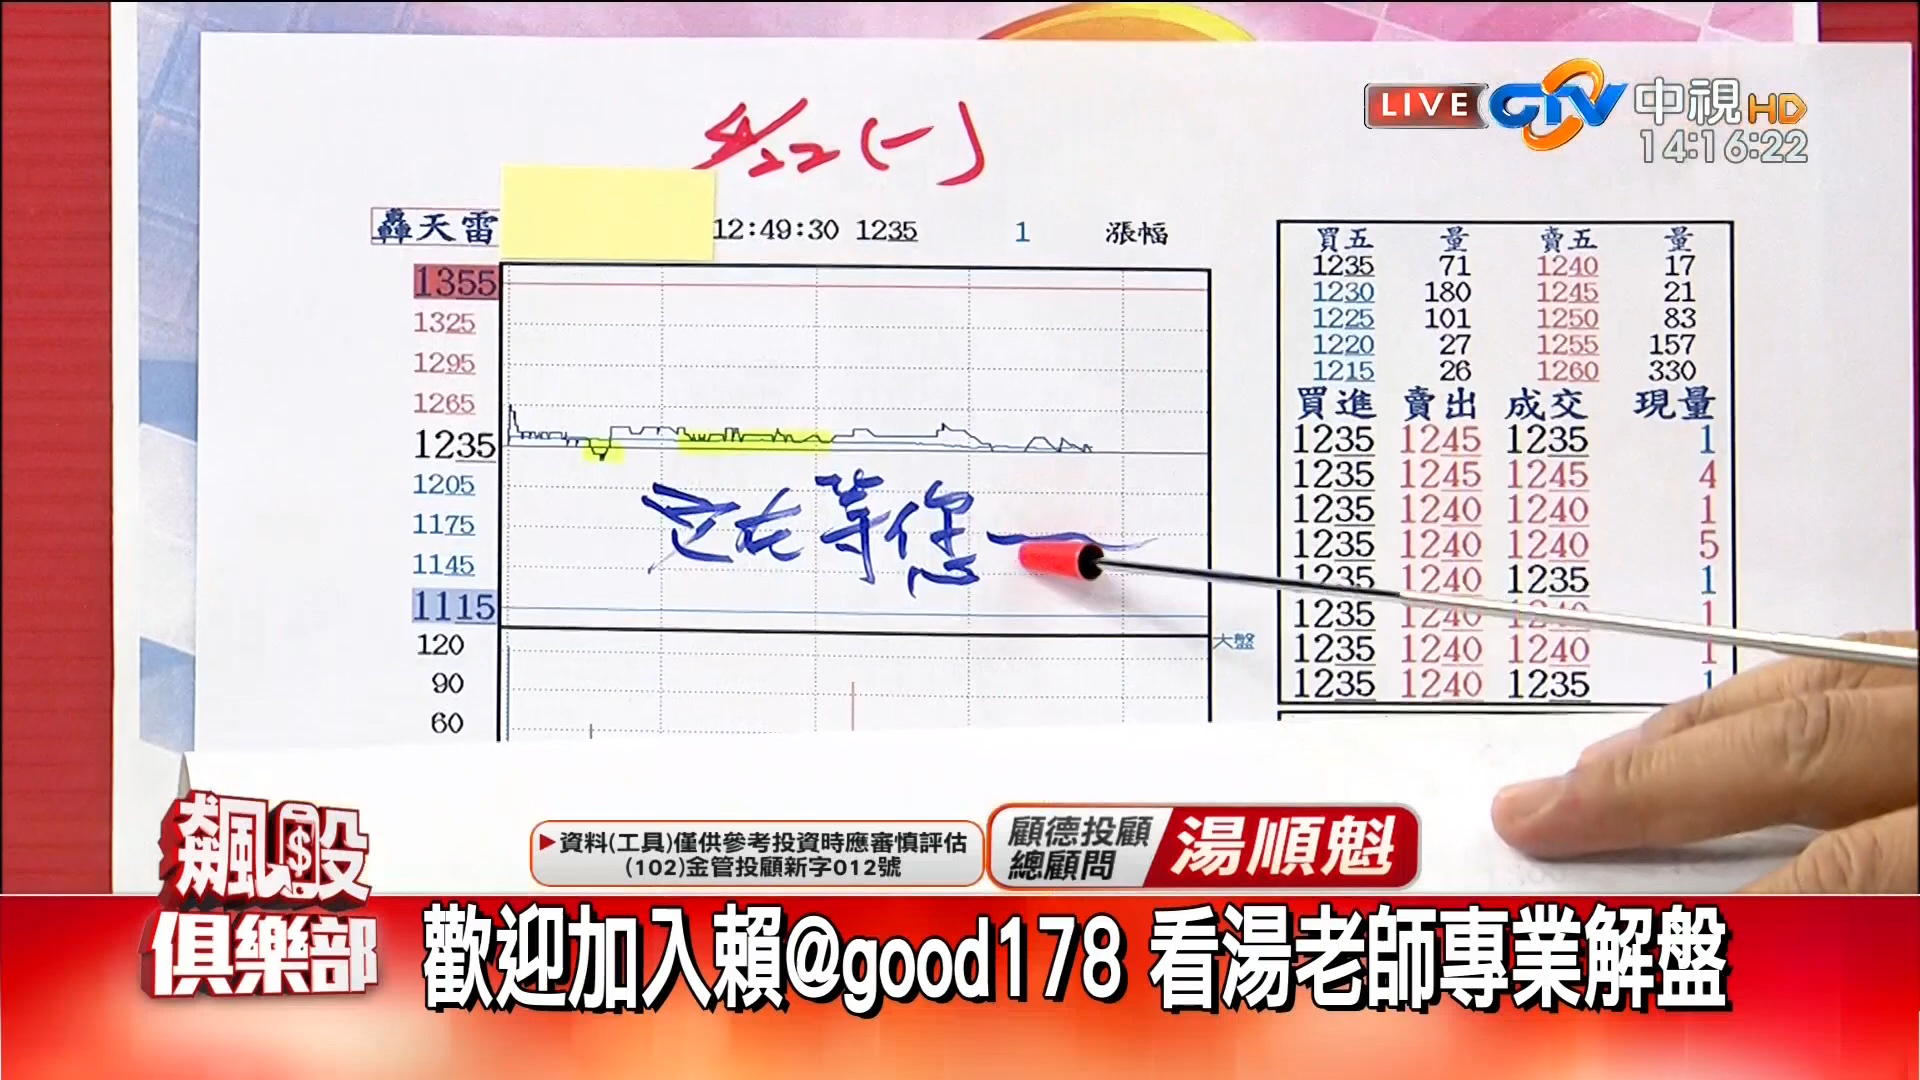 LIVE CTV 中視HD
14:16:22
4/22 (一)
轟天雷 12:49:30 1235 1 漲幅
1355
1325
1295
1265
1235
1205
1175
1145
1115
120
90
60
在等您
大盤
買五 量 賣五 量
1235 71 1240 17
1230 180 1245 21
1225 101 1250 83
1220 27 1255 157
1215 26 1260 330
買進 賣出 成交 現量
1235 1245 1235 1
1235 1245 1245 4
1235 1240 1240 1
1235 1240 1240 5
1235 1240 1235 1
1235 1240 1240 1
1235 1240 1240 1
1235 1240 1235 1
飆股
俱樂部
資料(工具)僅供參考投資時應審慎評估
(102)金管投顧新字012號
顧德投顧
總顧問
湯順魁
歡迎加入賴@good178 看湯老師專業解盤